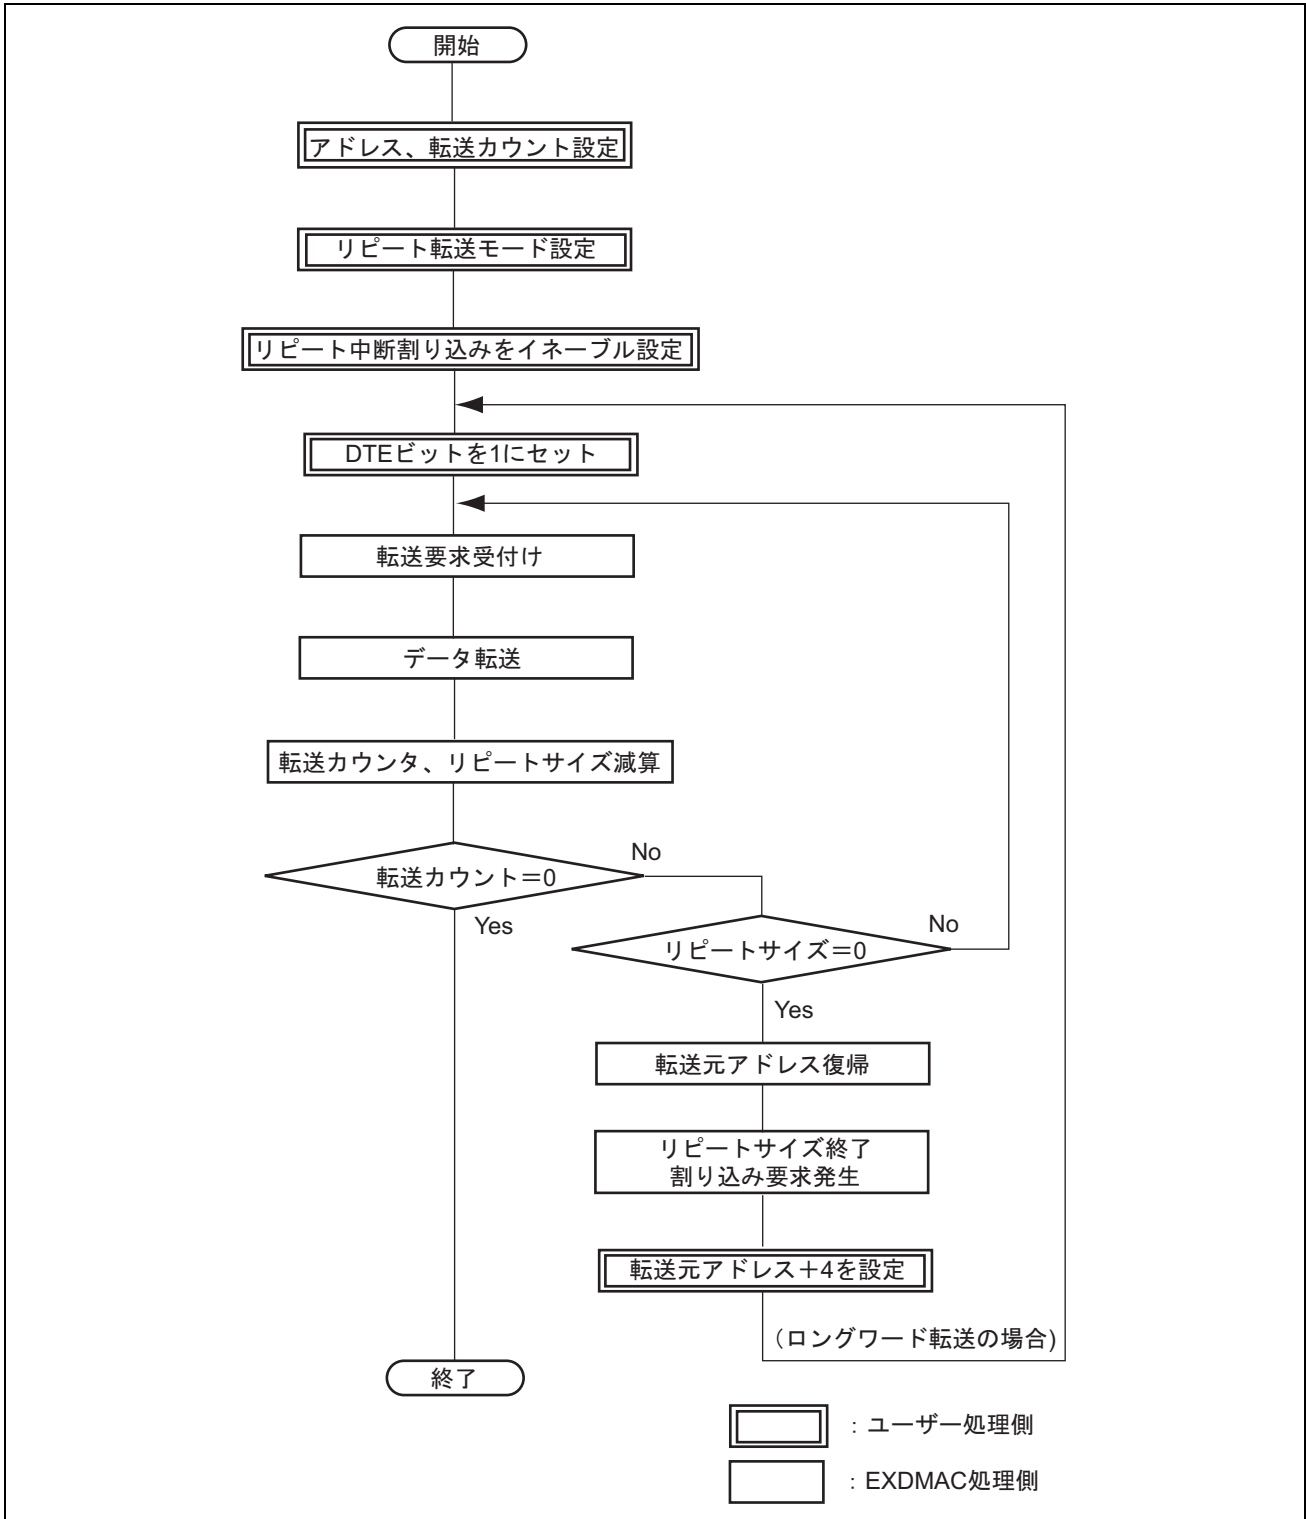 開始
アドレス、転送カウント設定
リピート転送モード設定
リピート中断割り込みをイネーブル設定
DTEビットを1にセット
転送要求受付け
データ転送
転送カウンタ、リピートサイズ減算
転送カウント＝0
No
Yes
リピートサイズ＝0
No
Yes
転送元アドレス復帰
リピートサイズ終了
割り込み要求発生
転送元アドレス＋4を設定
（ロングワード転送の場合)
終了
：ユーザー処理側
：EXDMAC処理側